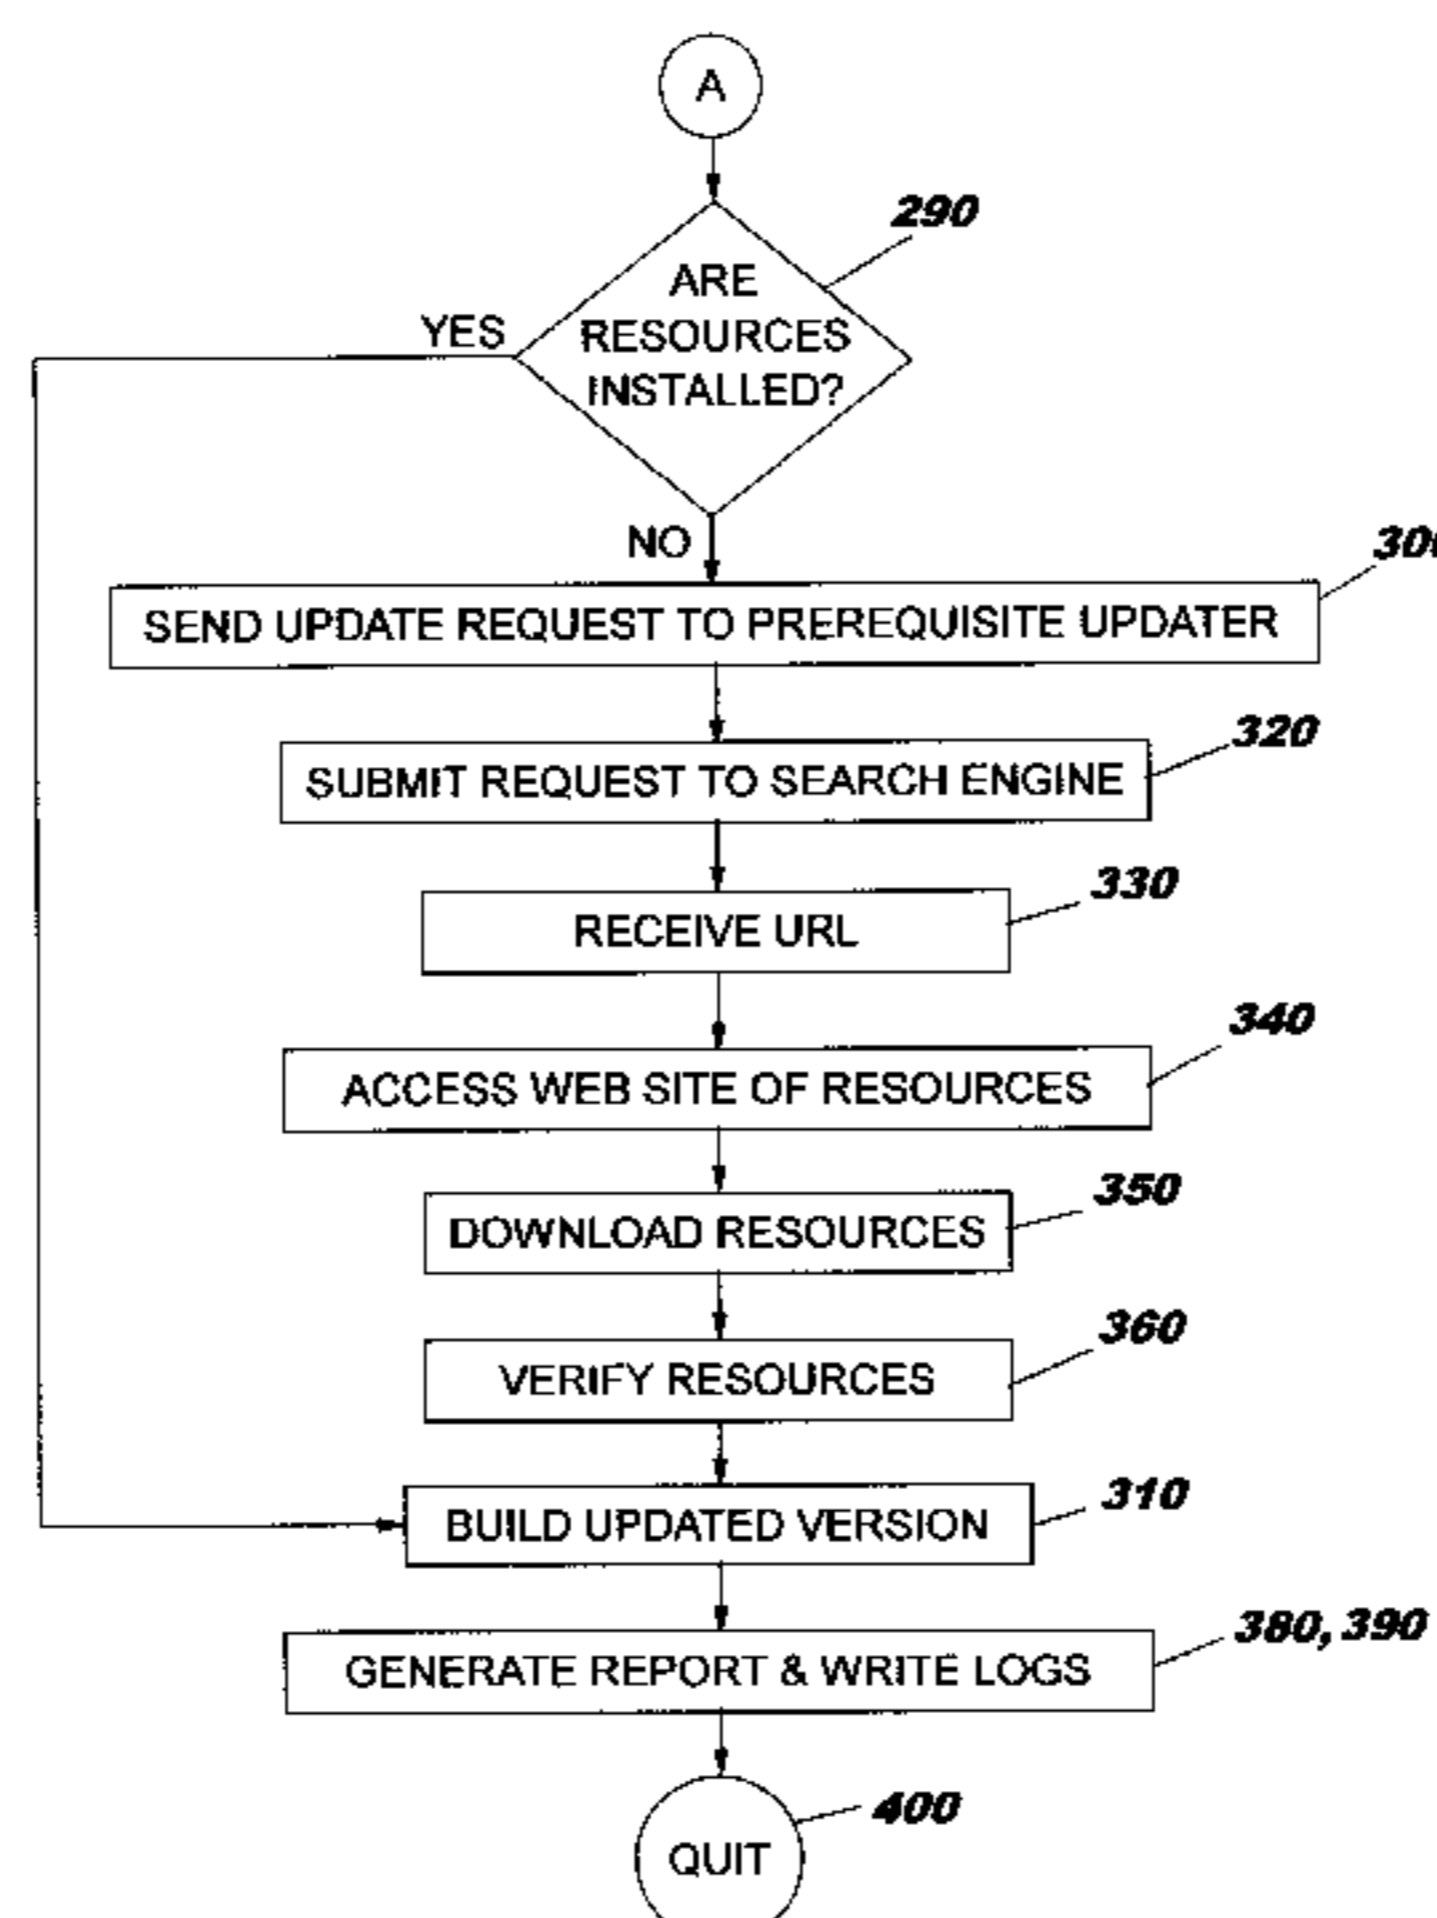 A
290
ARE
YES
RESOURCES
INSTALLED?
NO
SEND UPDATE REQUEST TO PREREQUISITE UPDATER
320
SUBMIT REQUEST TO SEARCH ENGINE
330
RECEIVE URL
340
ACCESS WEB SITE OF RESOURCES
350
DOWNLOAD RESOURCES
360
VERIFY RESOURCES
310
BUILD UPDATED VERSION
380, 390
GENERATE REPORT & WRITE LOGS
400
QUIT